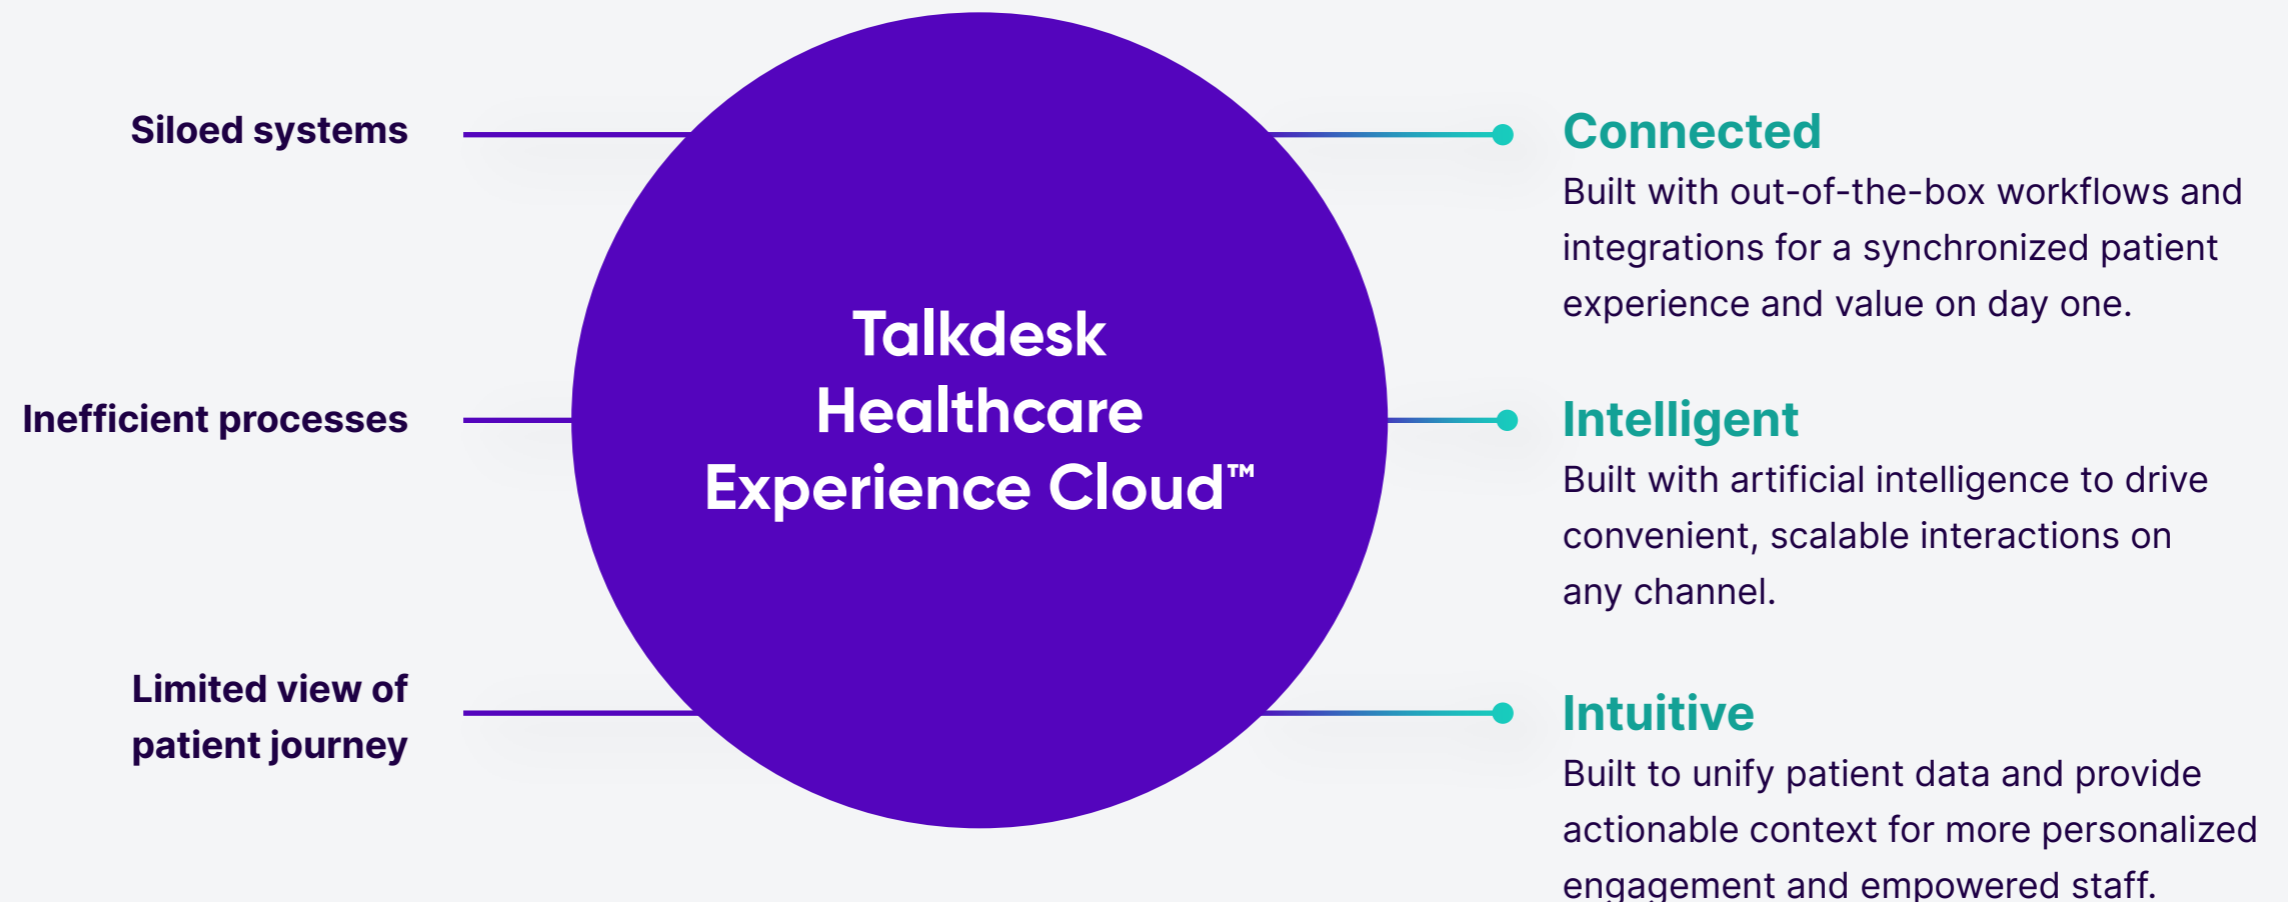 Siloed systems
Inefficient processes
Limited view of
patient journey
Talkdesk
Healthcare
Experience Cloud™
Connected
Built with out-of-the-box workflows and
integrations for a synchronized patient
experience and value on day one.
Intelligent
Built with artificial intelligence to drive
convenient, scalable interactions on
any channel.
Intuitive
Built to unify patient data and provide
actionable context for more personalized
engagement and empowered staff.